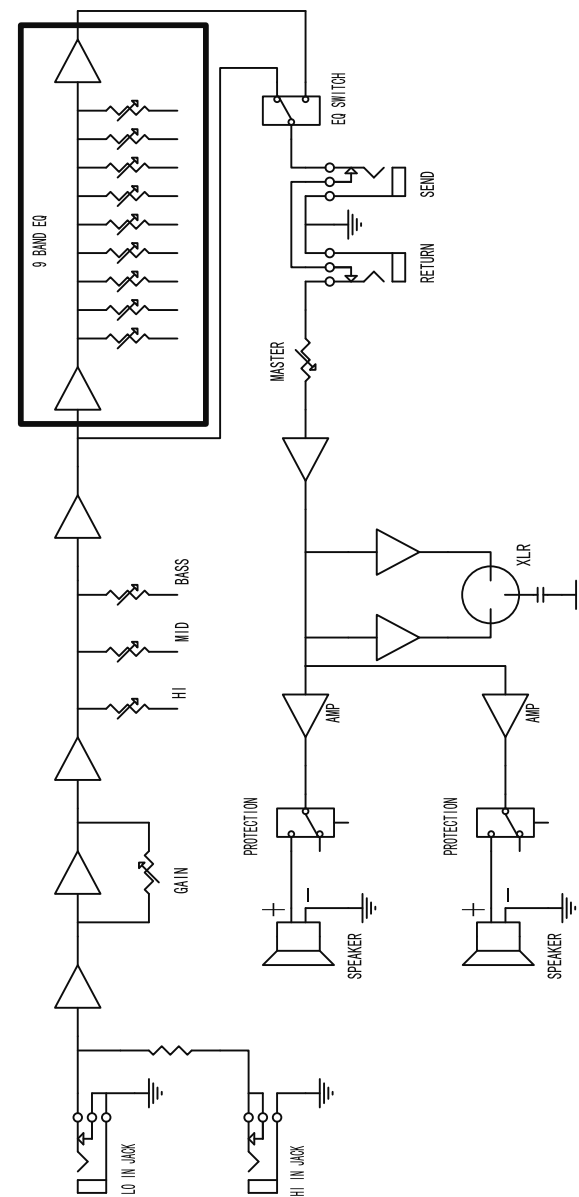 9 BAND EQ
EQ SWITCH
SEND
RETURN
MASTER
BASS
MID
HI
XLR
AMP
AMP
PROTECTION
PROTECTION
GAIN
+
−
+
−
SPEAKER
SPEAKER
LO IN JACK
HI IN JACK